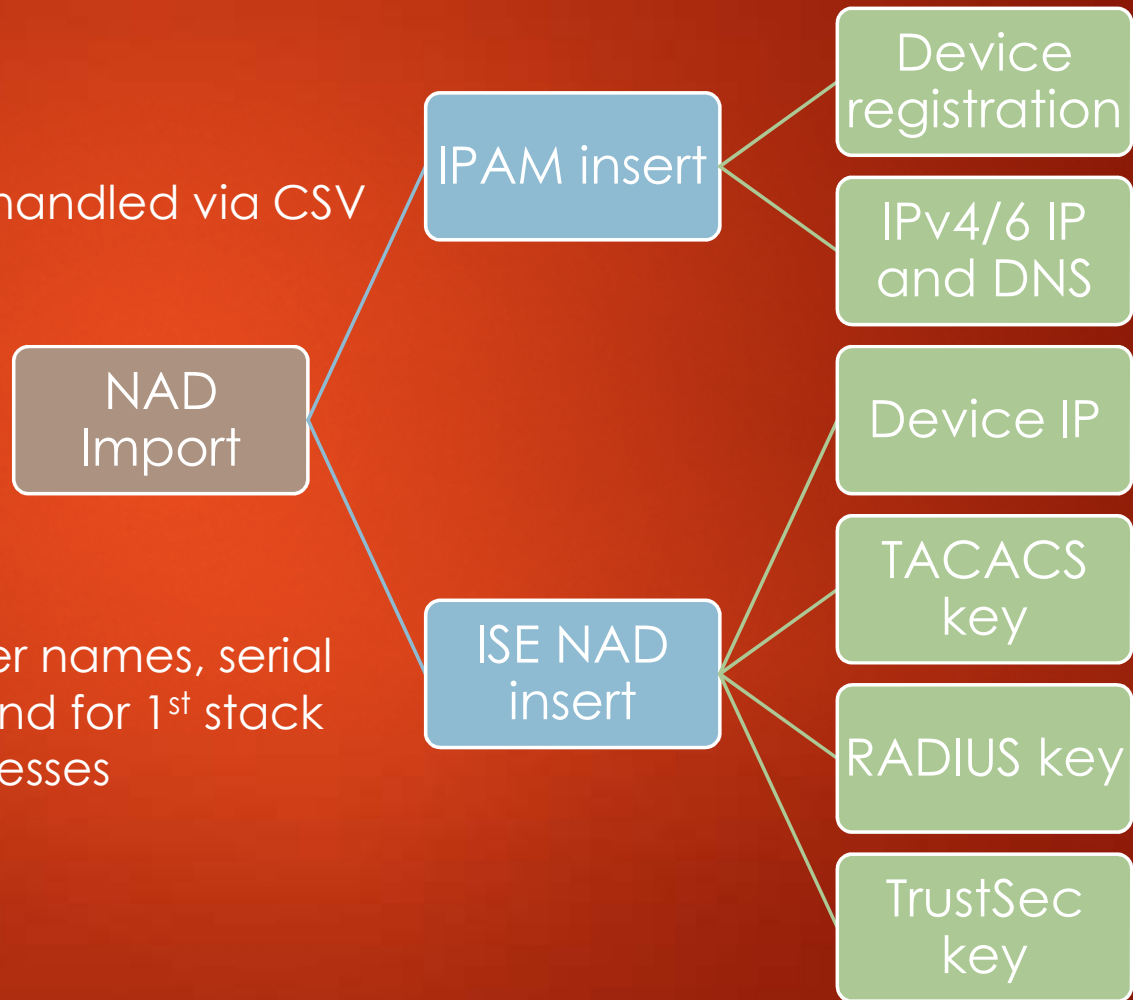 handled via CSV
er names, serial
nd for 1st stack
esses
NAD
Import
IPAM insert
ISE NAD
insert
Device
registration
IPv4/6 IP
and DNS
Device IP
TACACS
key
RADIUS key
TrustSec
key